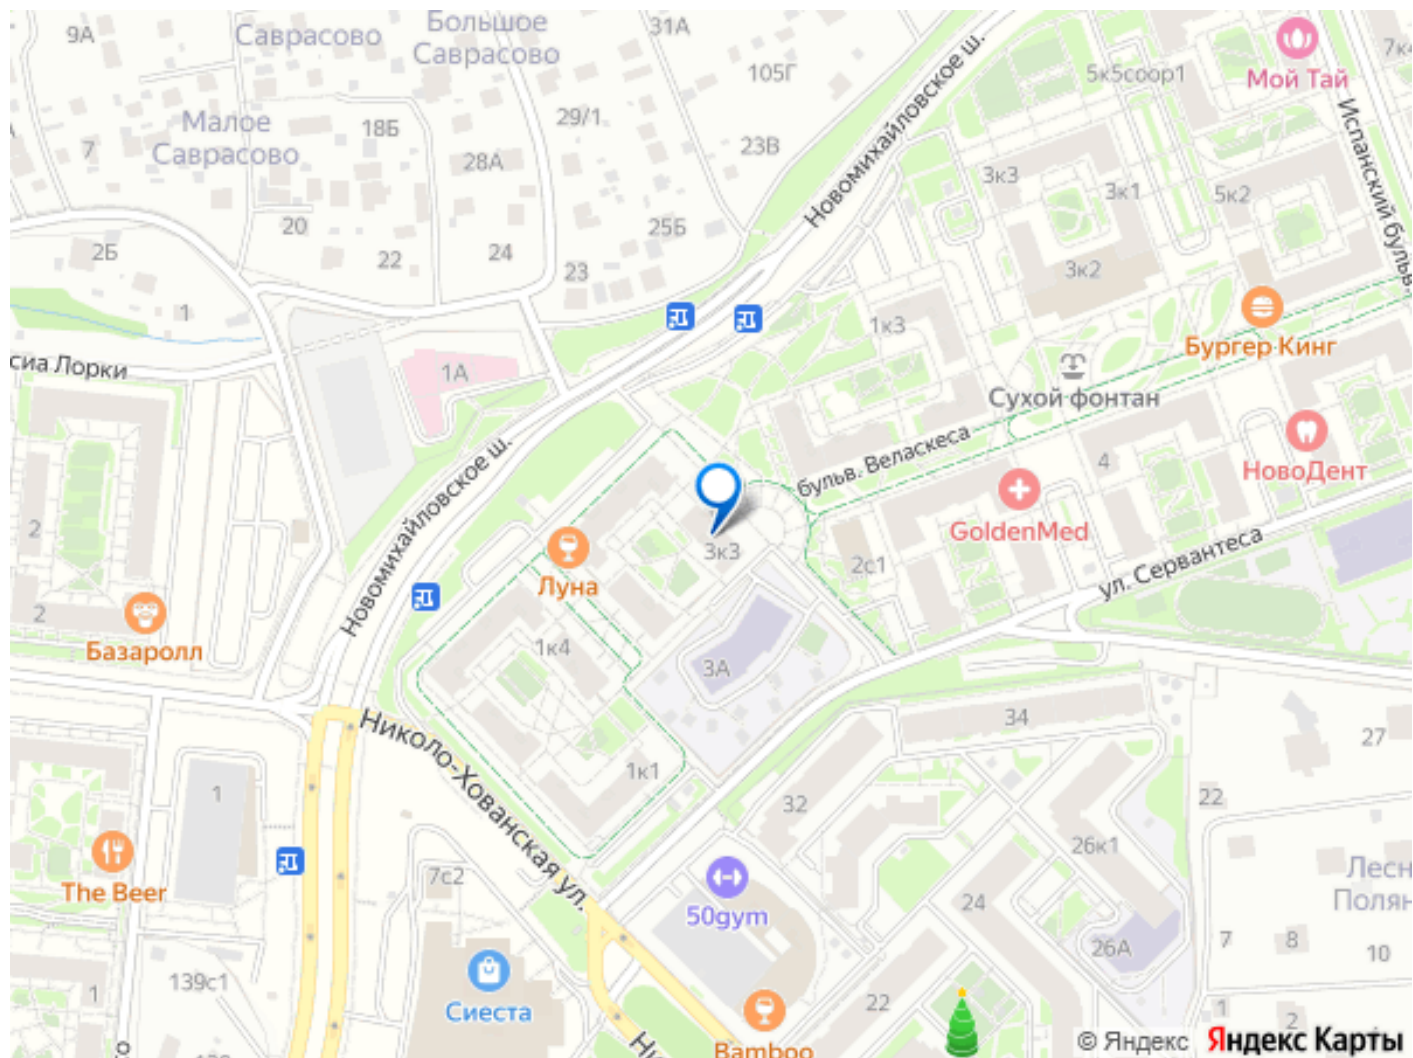 9А
Саврасово
Большое
Саврасово
31А
105Г
Новомихайловское ш.
5к5соор1
Мой Тай
7к4
Малое
Саврасово
7
18Б
28А
29/1
23В
3к3
3к1
5к2
Испанский бульв.
2Б
20
22
24
23
25Б
3к2
1
1к3
Бургер Кинг
сиа Лорки
1А
Сухой фонтан
бульв. Веласкеса
4
НовоДент
GoldenMed
Новомихайловское ш.
2
3к3
2с1
ул. Сервантеса
Луна
2
Базаролл
1к4
3А
34
27
Николо-Хованская ул.
1к1
1
32
22
26к1
Лесн
Полян
The Beer
7с2
50gym
24
26А
7
8
10
139с1
1
Сиеста
22
1
2
Bamboo
© Яндекс
Яндекс Карты